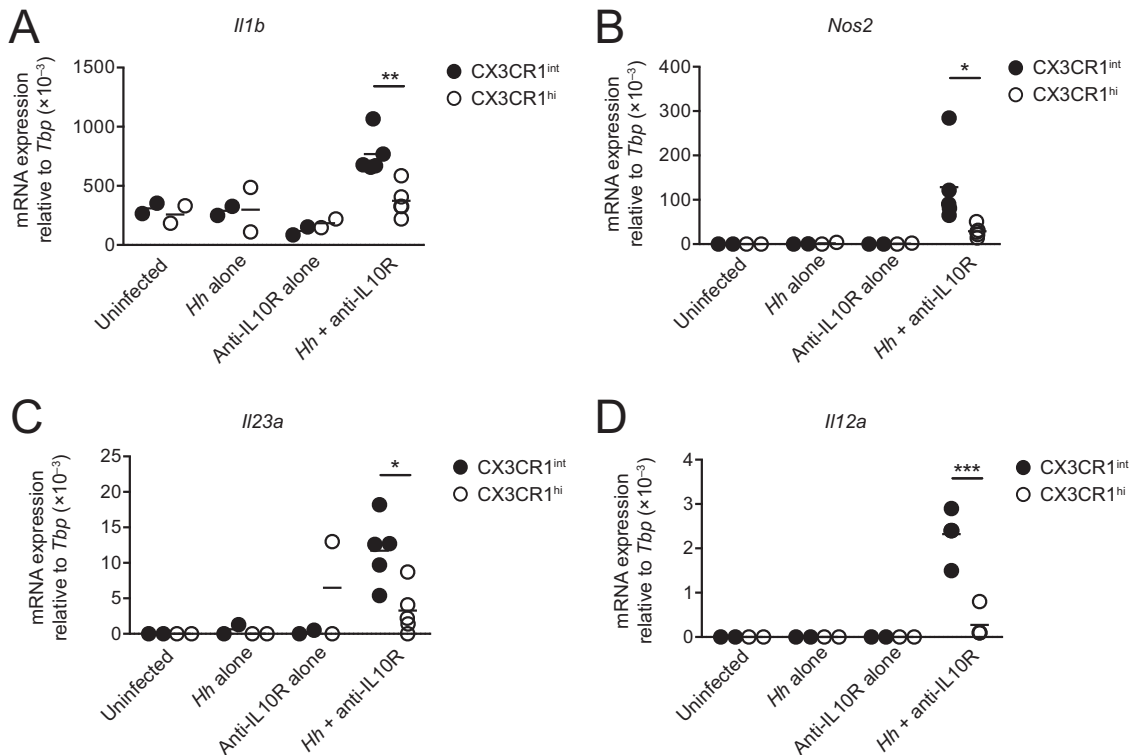 A
Il1b
mRNA expression
relative to Tbp (×10⁻³)
1500
1000
500
0
**
CX3CR1ⁱⁿᵗ
CX3CR1ʰⁱ
Uninfected
Hh alone
Anti-IL10R alone
Hh + anti-IL10R
B
Nos2
mRNA expression
relative to Tbp (×10⁻³)
400
300
200
100
0
*
CX3CR1ⁱⁿᵗ
CX3CR1ʰⁱ
Uninfected
Hh alone
Anti-IL10R alone
Hh + anti-IL10R
C
Il23a
mRNA expression
relative to Tbp (×10⁻³)
25
20
15
10
5
0
*
CX3CR1ⁱⁿᵗ
CX3CR1ʰⁱ
Uninfected
Hh alone
Anti-IL10R alone
Hh + anti-IL10R
D
Il12a
mRNA expression
relative to Tbp (×10⁻³)
4
3
2
1
0
***
CX3CR1ⁱⁿᵗ
CX3CR1ʰⁱ
Uninfected
Hh alone
Anti-IL10R alone
Hh + anti-IL10R